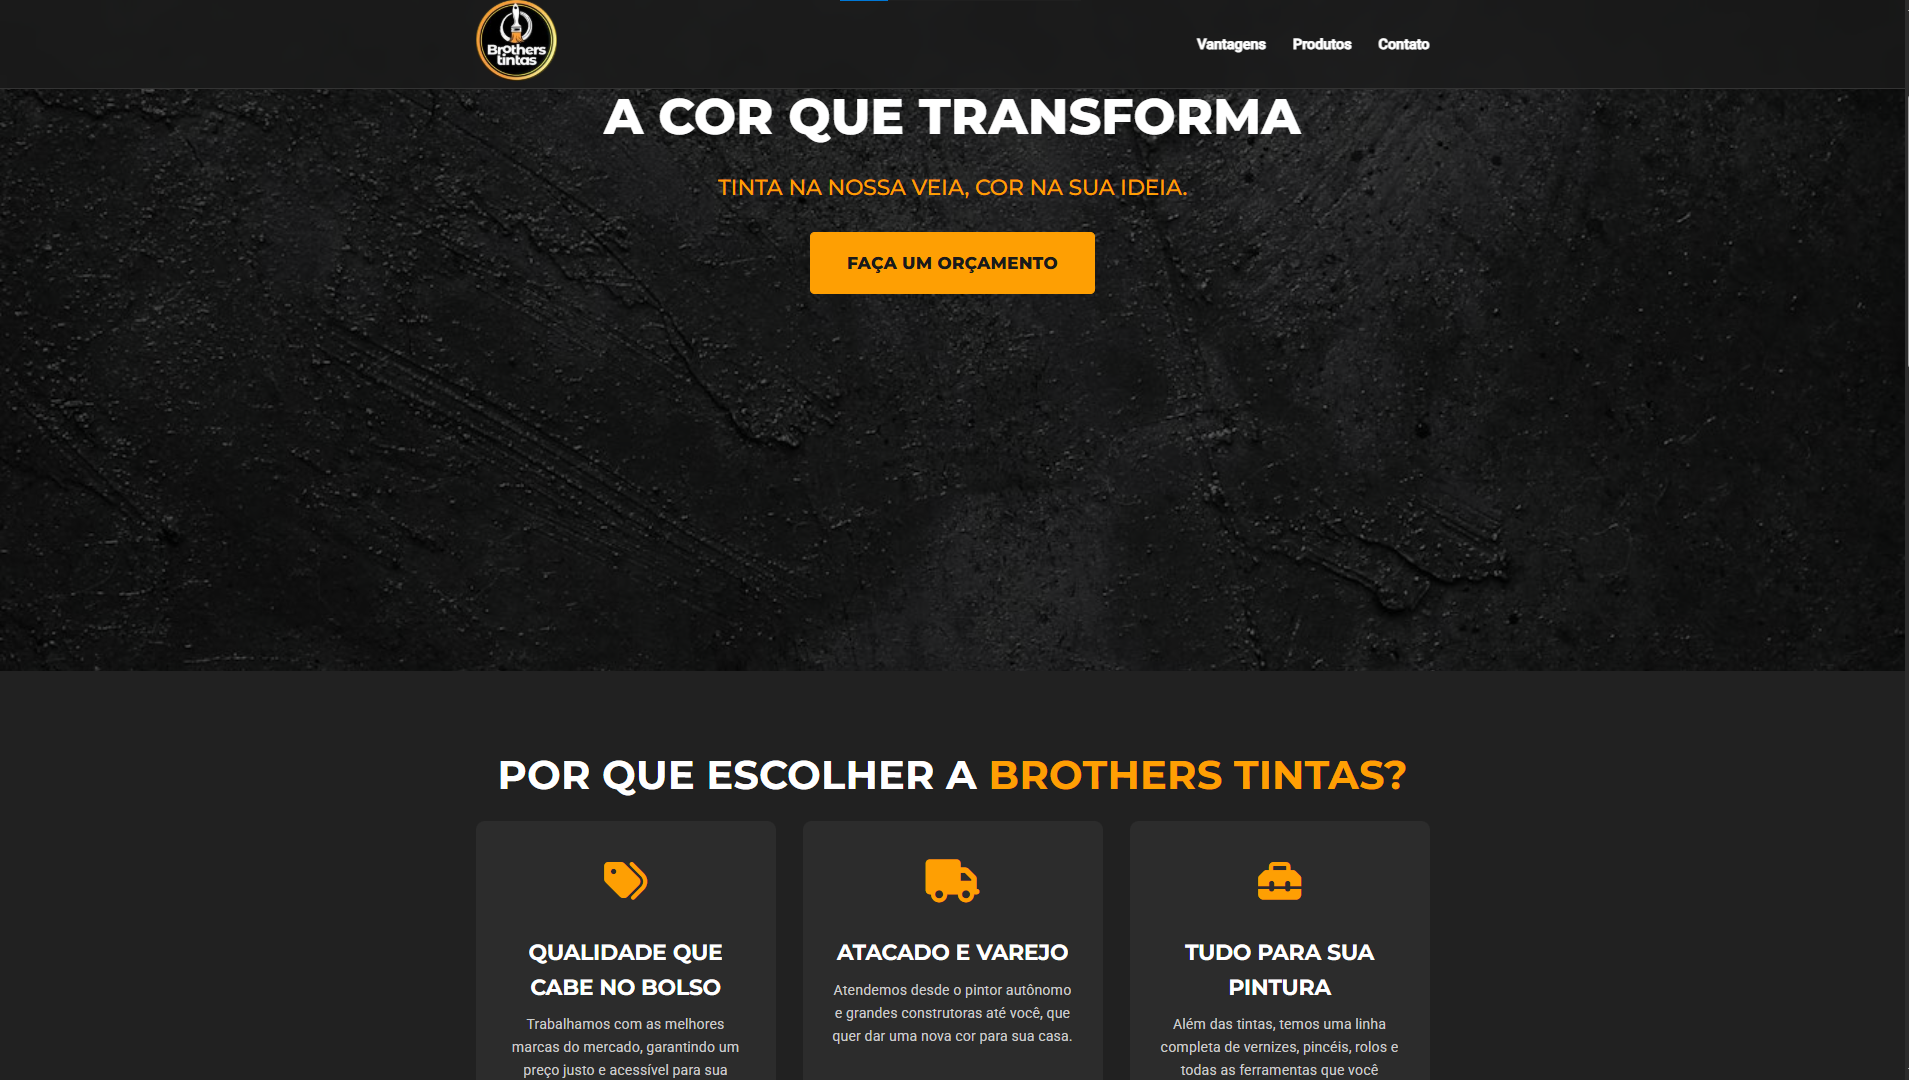 Brothers
tintas
Vantagens Produtos Contato
A COR QUE TRANSFORMA
TINTA NA NOSSA VEIA, COR NA SUA IDEIA.
FAÇA UM ORÇAMENTO
POR QUE ESCOLHER A BROTHERS TINTAS?
QUALIDADE QUE
CABE NO BOLSO
Trabalhamos com as melhores
marcas do mercado, garantindo um
preço justo e acessível para sua
ATACADO E VAREJO
Atendemos desde o pintor autônomo
e grandes construtoras até você, que
quer dar uma nova cor para sua casa.
TUDO PARA SUA
PINTURA
Além das tintas, temos uma linha
completa de vernizes, pincéis, rolos e
todas as ferramentas que você